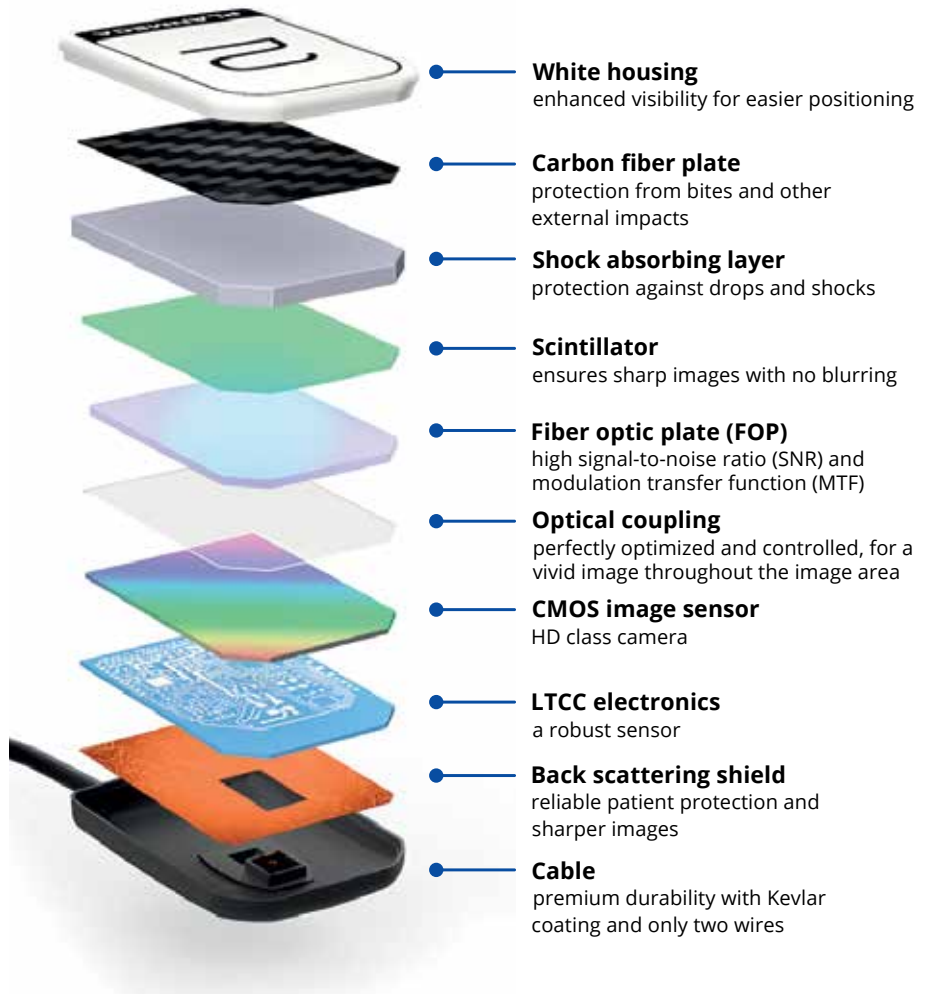 White housing
enhanced visibility for easier positioning
Carbon fiber plate
protection from bites and other
external impacts
Shock absorbing layer
protection against drops and shocks
Scintillator
ensures sharp images with no blurring
Fiber optic plate (FOP)
high signal-to-noise ratio (SNR) and
modulation transfer function (MTF)
Optical coupling
perfectly optimized and controlled, for a
vivid image throughout the image area
CMOS image sensor
HD class camera
LTCC electronics
a robust sensor
Back scattering shield
reliable patient protection and
sharper images
Cable
premium durability with Kevlar
coating and only two wires